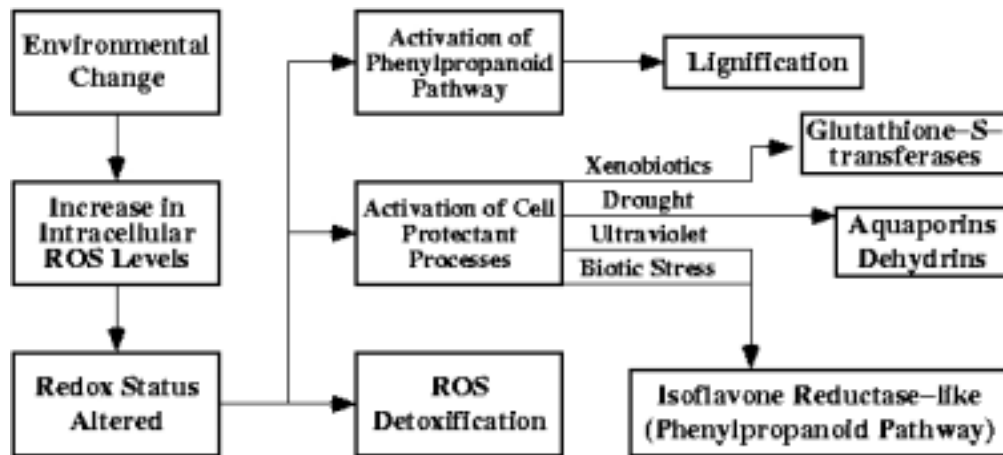 Environmental
Change
Increase in
Intracellular
ROS Levels
Redox Status
Altered
Activation of
Phenylpropanoid
Pathway
Lignification
Activation of Cell
Protectant
Processes
Xenobiotics
Drought
Ultraviolet
Biotic Stress
Glutathione-S-
transferases
Aquaporins
Dehydrins
ROS
Detoxification
Isoflavone Reductase-like
(Phenylpropanoid Pathway)